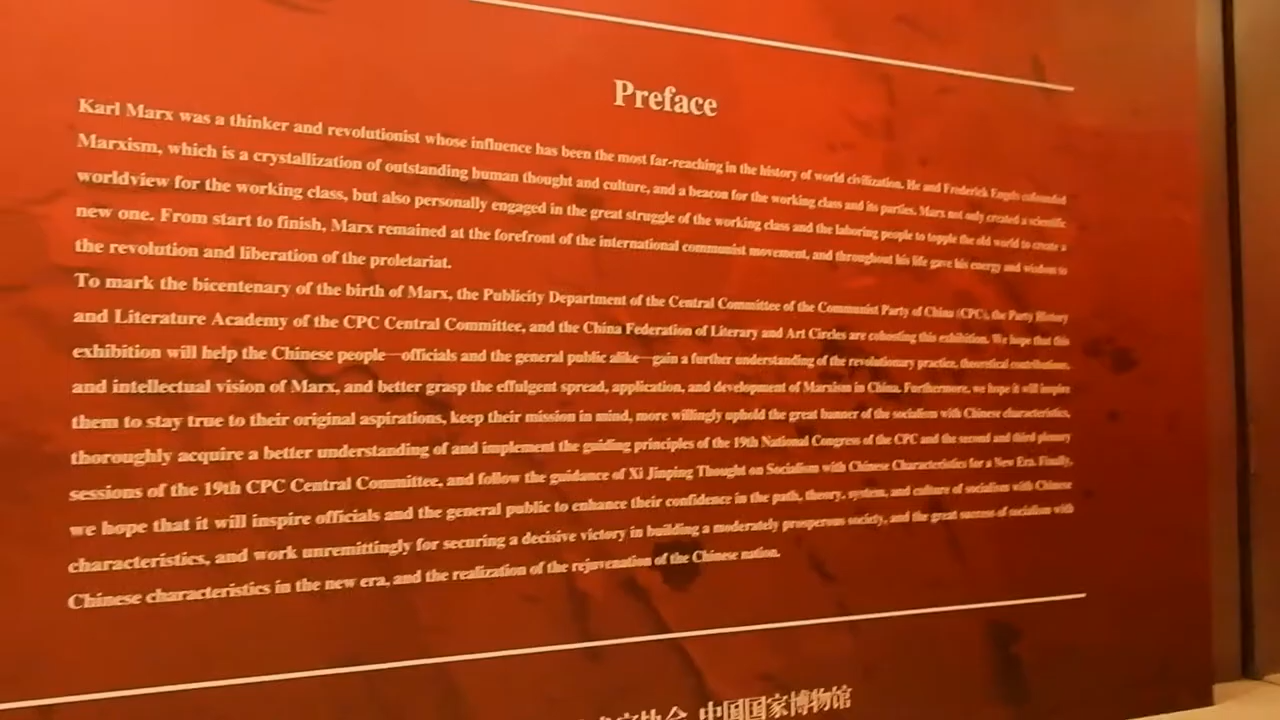 Preface
Karl Marx was a thinker and revolutionist whose influence has been the most far-reaching in the history of world civilization. He and Frederick Engels cofounded
Marxism, which is a crystallization of outstanding human thought and culture, and a beacon for the working class and its parties. Marx not only created a scientific
worldview for the working class, but also personally engaged in the great struggle of the working class and the laboring people to topple the old world to create a
new one. From start to finish, Marx remained at the forefront of the international communist movement, and throughout his life gave his energy and wisdom to
the revolution and liberation of the proletariat.
To mark the bicentenary of the birth of Marx, the Publicity Department of the Central Committee of the Communist Party of China (CPC), the Party History
and Literature Academy of the CPC Central Committee, and the China Federation of Literary and Art Circles are cohosting this exhibition. We hope that this
exhibition will help the Chinese people—officials and the general public alike—gain a further understanding of the revolutionary practice, theoretical contributions,
and intellectual vision of Marx, and better grasp the effulgent spread, application, and development of Marxism in China. Furthermore, we hope it will inspire
them to stay true to their original aspirations, keep their mission in mind, more willingly uphold the great banner of the socialism with Chinese characteristics,
thoroughly acquire a better understanding of and implement the guiding principles of the 19th National Congress of the CPC and the second and third plenary
sessions of the 19th CPC Central Committee, and follow the guidance of Xi Jinping Thought on Socialism with Chinese Characteristics for a New Era. Finally,
we hope that it will inspire officials and the general public to enhance their confidence in the path, theory, system, and culture of socialism with Chinese
characteristics, and work unremittingly for securing a decisive victory in building a moderately prosperous society, and the great success of socialism with
Chinese characteristics in the new era, and the realization of the rejuvenation of the Chinese nation.
协会 中国国家博物馆